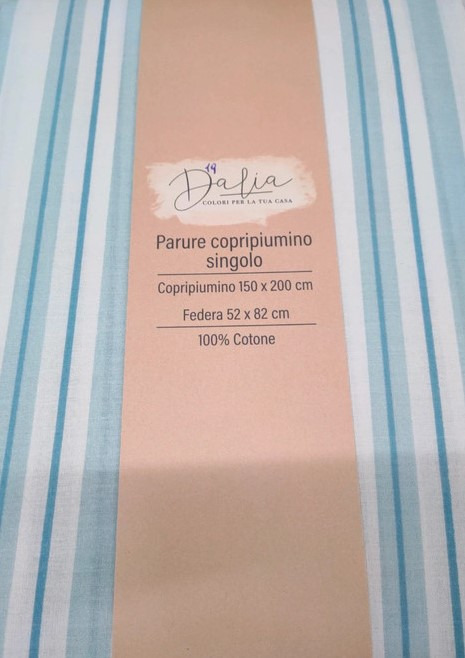 19
Dalia
COLORI PER LA TUA CASA
Parure copripiumino
singolo
Copripiumino 150 x 200 cm
Federa 52 x 82 cm
100% Cotone